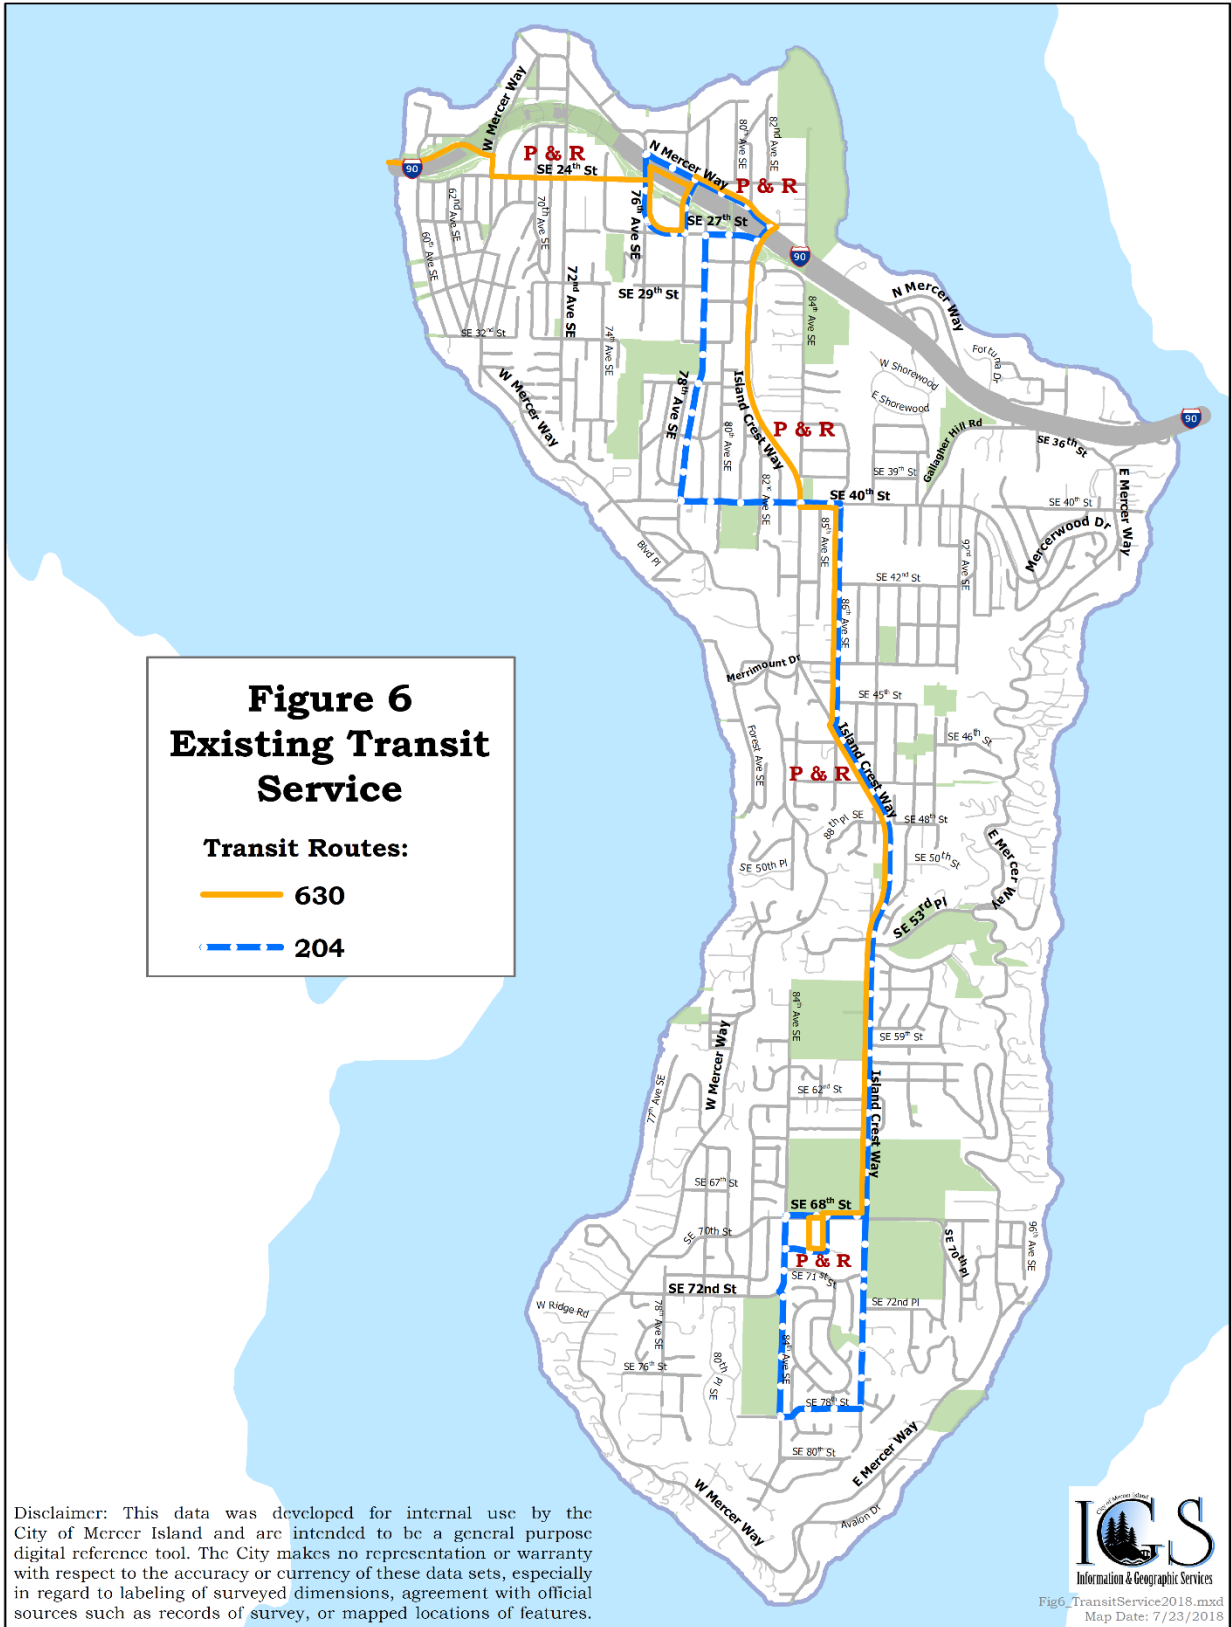 W Mercer Way
80th Ave SE
82nd Ave SE
P & R
N Mercer Way
90
SE 24th St
P & R
62nd Ave SE
60th Ave SE
70th Ave SE
76th Ave SE
SE 27th St
90
72nd Ave SE
SE 29th St
N Mercer Way
84th Ave SE
SE 32nd St
74th Ave SE
Fortuna Dr
W Shorewood
E Shorewood
W Mercer Way
78th Ave SE
Island Crest Way
90
80th Ave SE
P & R
Gallagher Hill Rd
SE 36th St
SE 39th St
82nd Ave SE
E Mercer Way
SE 40th St
SE 40th St
85th Ave SE
Mercerwood Dr
92nd Ave SE
Blvd Pl
SE 42nd St
86th Ave SE
Merrimount Dr
SE 45th St
Figure 6
Existing Transit
Service
Transit Routes:
630
204
Forest Ave SE
Island Crest Way
SE 46th St
P & R
88th Pl SE
SE 48th St
E Mercer Way
SE 50th Pl
SE 50th St
SE 53rd Pl
84th Ave SE
W Mercer Way
SE 59th St
77th Ave SE
SE 62nd St
Island Crest Way
SE 67th St
SE 68th St
SE 70th St
SE 70th Pl
96th Ave SE
P & R
SE 71st St
SE 72nd St
SE 72nd Pl
W Ridge Rd
78th Ave SE
84th Ave SE
SE 76th St
80th Pl SE
SE 78th St
SE 80th St
E Mercer Way
W Mercer Way
Avalon Dr
Disclaimer: This data was developed for internal use by the
City of Mercer Island and are intended to be a general purpose
digital reference tool. The City makes no representation or warranty
with respect to the accuracy or currency of these data sets, especially
in regard to labeling of surveyed dimensions, agreement with official
sources such as records of survey, or mapped locations of features.
City of Mercer Island
IGS
Information & Geographic Services
Fig6_TransitService2018.mxd
Map Date: 7/23/2018